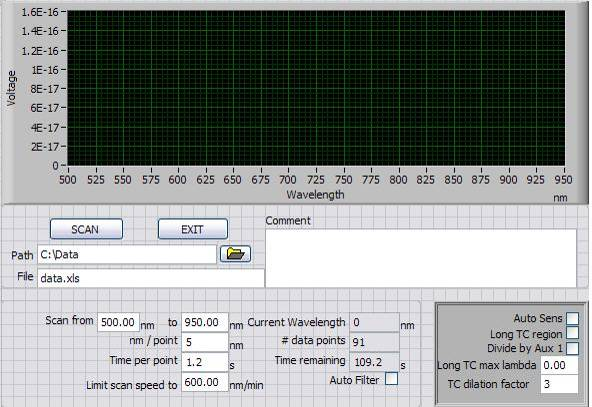 1.6E-16
1.4E-16
1.2E-16
1E-16
8E-17
6E-17
4E-17
2E-17
0
Voltage
500 525 550 575 600 625 650 675 700 725 750 775 800 825 850 875 900 925 950
Wavelength
nm
SCAN EXIT
Comment
Path C:\Data
File data.xls
Scan from 500.00 nm to 950.00 nm Current Wavelength 0 nm
nm / point 5 nm # data points 91
Time per point 1.2 s Time remaining 109.2 s
Limit scan speed to 600.00 nm/min Auto Filter
Auto Sens
Long TC region
Divide by Aux 1
Long TC max lambda 0.00
TC dilation factor 3